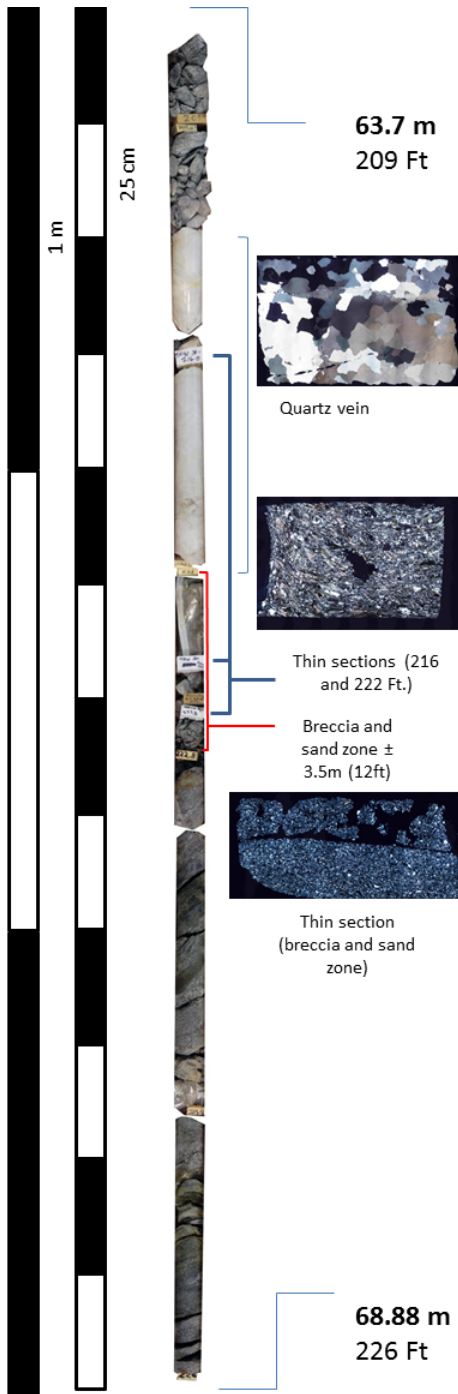 63.7 m
209 Ft
25 cm
1 m
Quartz vein
Thin sections (216
and 222 Ft.)
Breccia and
sand zone ±
3.5m (12ft)
Thin section
(breccia and sand
zone)
68.88 m
226 Ft